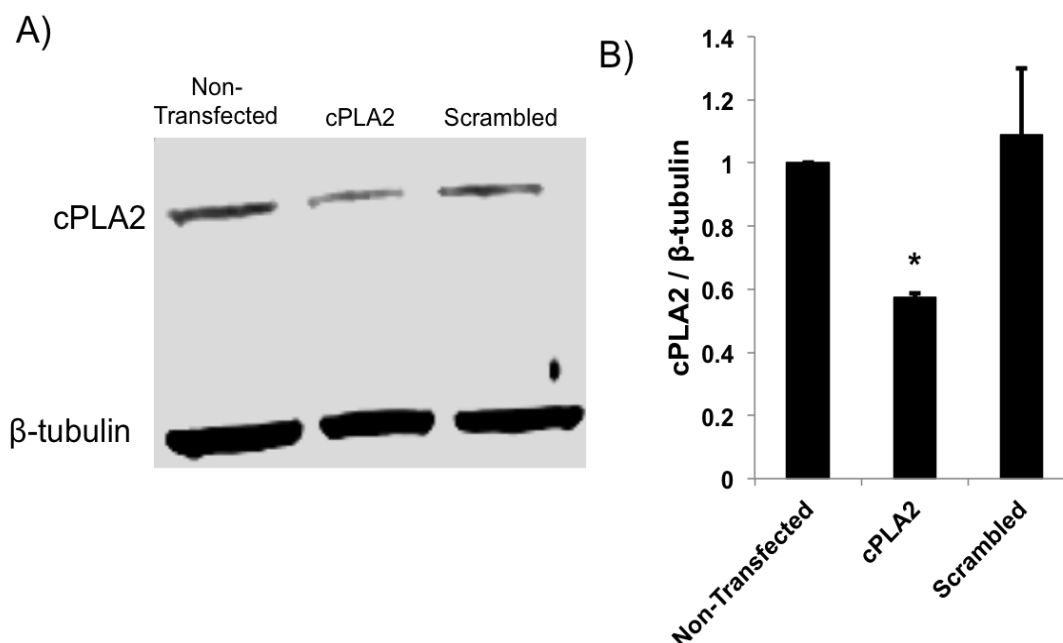 A)
Non-
Transfected
cPLA2
Scrambled
cPLA2
β-tubulin
B)
cPLA2 / β-tubulin
1.4
1.2
1
0.8
0.6
0.4
0.2
0
*
Non-Transfected
cPLA2
Scrambled